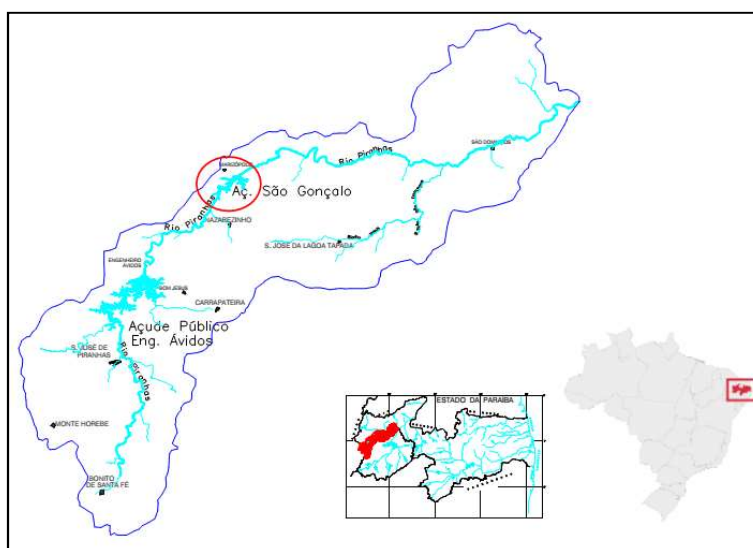 SÃO DOMINGOS
Rio Piranhas
MARIZÓPOLIS
Aç. São Gonçalo
NAZAREZINHO
Rio Piranhas
S. JOSÉ DA LAGOA TAPADA
ENGENHEIRO
ÁVIDOS
BOM JESUS
CARRAPATEIRA
Açude Público
Eng. Ávidos
S. JOSÉ DE
PIRANHAS
Rio Piranhas
MONTE HOREBE
BONITO
DE SANTA FÉ
ESTADO DA PARAÍBA